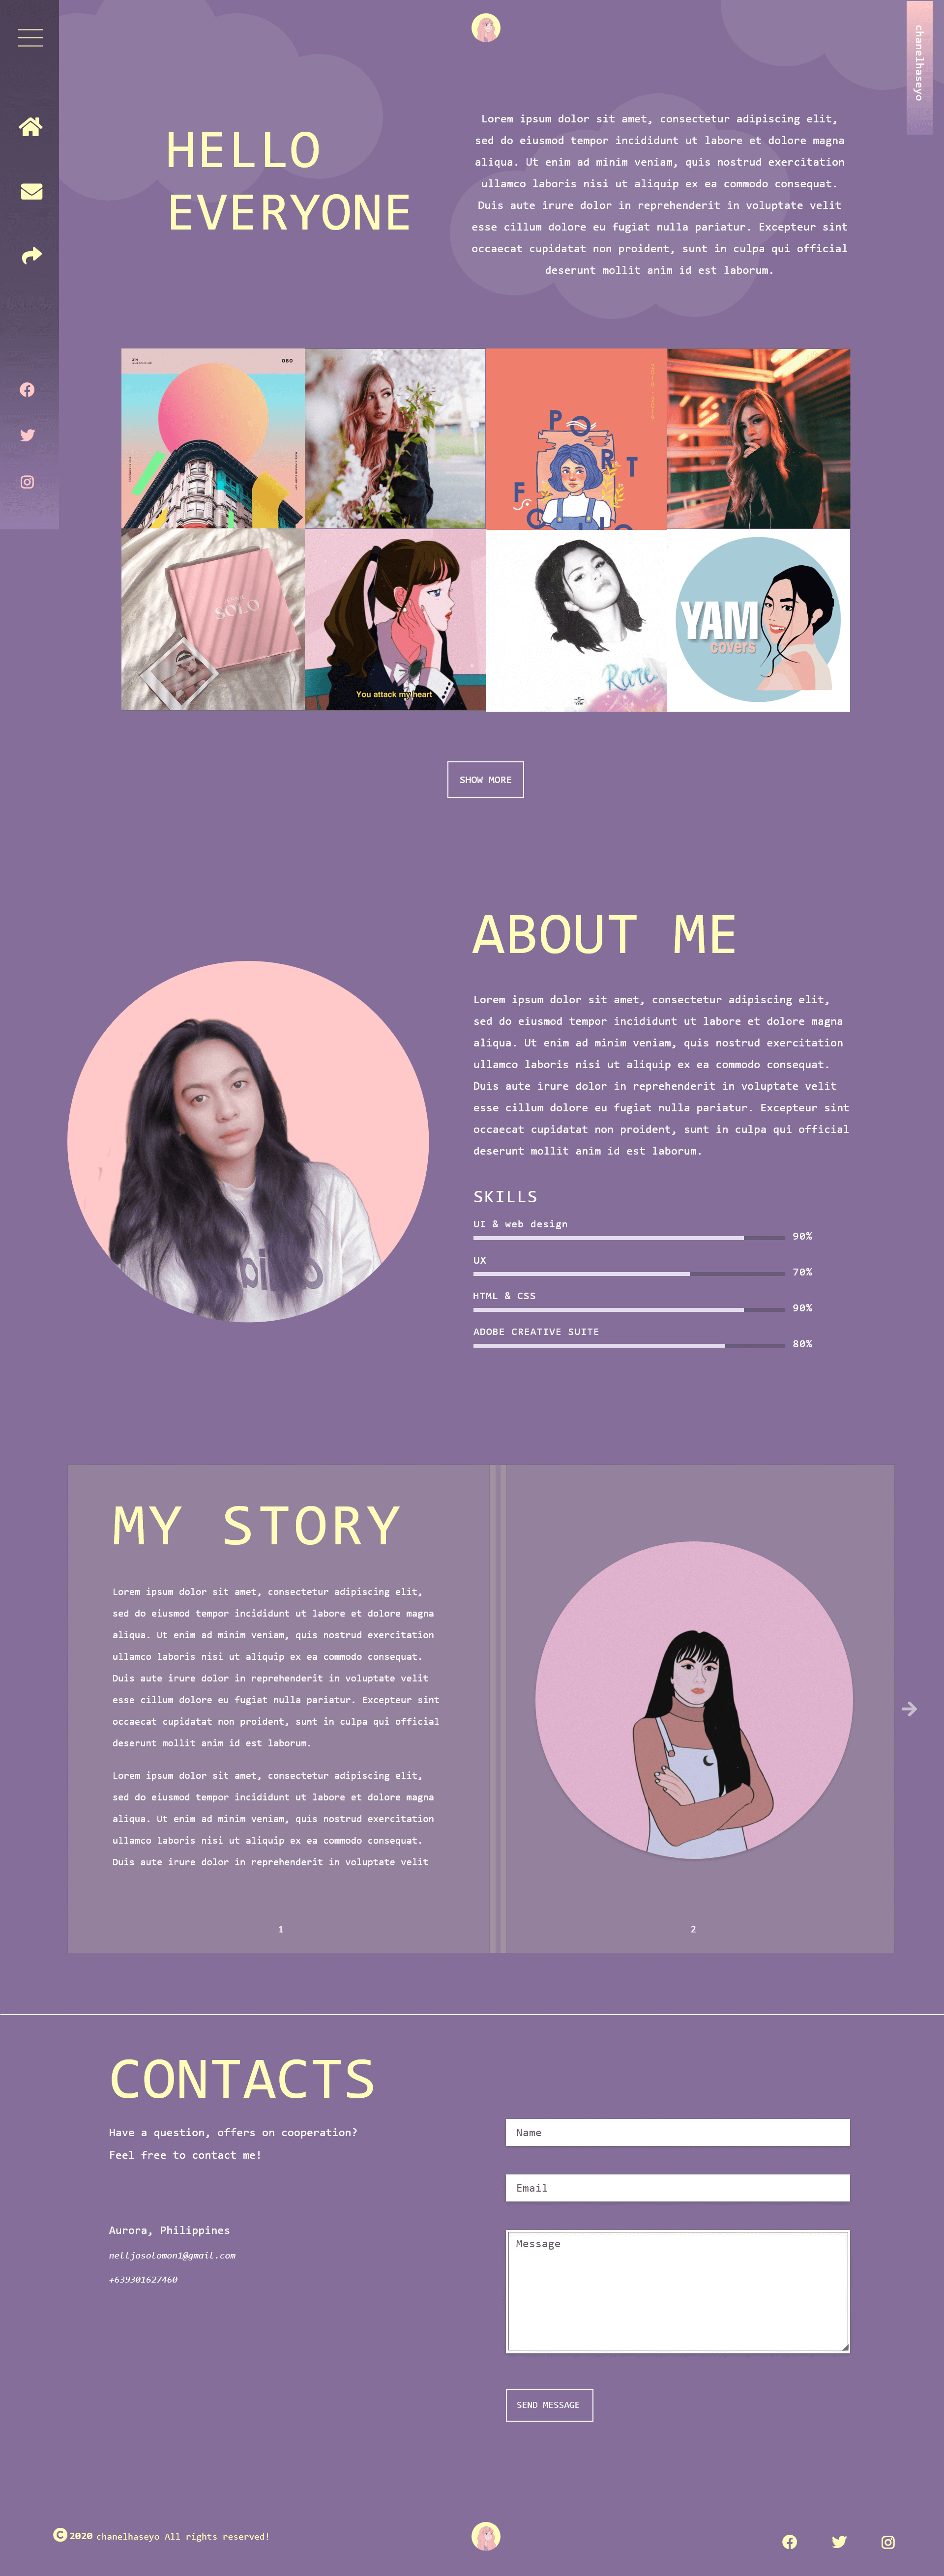 chanelhaseyo
HELLO
EVERYONE
Lorem ipsum dolor sit amet, consectetur adipiscing elit,
sed do eiusmod tempor incididunt ut labore et dolore magna
aliqua. Ut enim ad minim veniam, quis nostrud exercitation
ullamco laboris nisi ut aliquip ex ea commodo consequat.
Duis aute irure dolor in reprehenderit in voluptate velit
esse cillum dolore eu fugiat nulla pariatur. Excepteur sint
occaecat cupidatat non proident, sunt in culpa qui official
deserunt mollit anim id est laborum.
080
PORT
FOLIO
SOLO
You attack my heart
Rare
YAM
covers
SHOW MORE
ABOUT ME
Lorem ipsum dolor sit amet, consectetur adipiscing elit,
sed do eiusmod tempor incididunt ut labore et dolore magna
aliqua. Ut enim ad minim veniam, quis nostrud exercitation
ullamco laboris nisi ut aliquip ex ea commodo consequat.
Duis aute irure dolor in reprehenderit in voluptate velit
esse cillum dolore eu fugiat nulla pariatur. Excepteur sint
occaecat cupidatat non proident, sunt in culpa qui official
deserunt mollit anim id est laborum.
SKILLS
UI & web design
90%
UX
70%
HTML & CSS
90%
ADOBE CREATIVE SUITE
80%
MY STORY
Lorem ipsum dolor sit amet, consectetur adipiscing elit,
sed do eiusmod tempor incididunt ut labore et dolore magna
aliqua. Ut enim ad minim veniam, quis nostrud exercitation
ullamco laboris nisi ut aliquip ex ea commodo consequat.
Duis aute irure dolor in reprehenderit in voluptate velit
esse cillum dolore eu fugiat nulla pariatur. Excepteur sint
occaecat cupidatat non proident, sunt in culpa qui official
deserunt mollit anim id est laborum.
Lorem ipsum dolor sit amet, consectetur adipiscing elit,
sed do eiusmod tempor incididunt ut labore et dolore magna
aliqua. Ut enim ad minim veniam, quis nostrud exercitation
ullamco laboris nisi ut aliquip ex ea commodo consequat.
Duis aute irure dolor in reprehenderit in voluptate velit
1
2
CONTACTS
Have a question, offers on cooperation?
Feel free to contact me!
Aurora, Philippines
nelljosolomon1@gmail.com
+639301627460
Name
Email
Message
SEND MESSAGE
© 2020 chanelhaseyo All rights reserved!